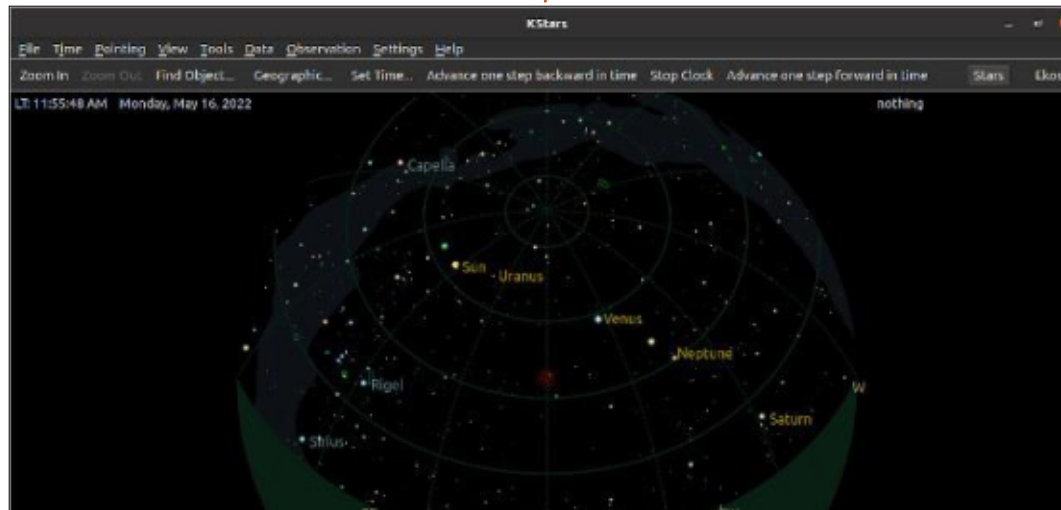 KStars
File Time Pointing View Tools Data Observation Settings Help
Zoom In Zoom Out Find Object... Geographic... Set Time... Advance one step backward in time Stop Clock Advance one step forward in time Stars
LT: 11:55:48 AM Monday, May 16, 2022 nothing
Capella
Sun
Uranus
Venus
Neptune
Rigel
W
Saturn
Sirius